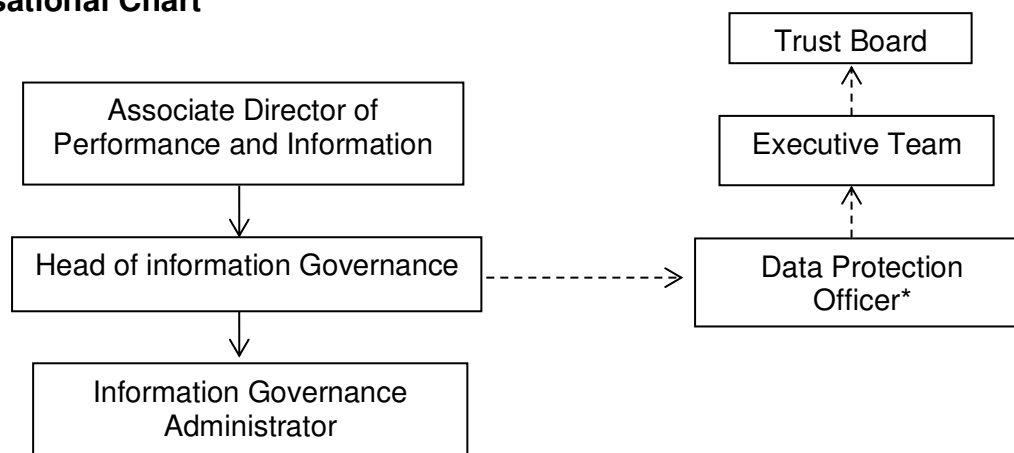 sational Chart
Trust Board
Associate Director of
Performance and Information
Executive Team
Head of information Governance
Data Protection
Officer*
Information Governance
Administrator